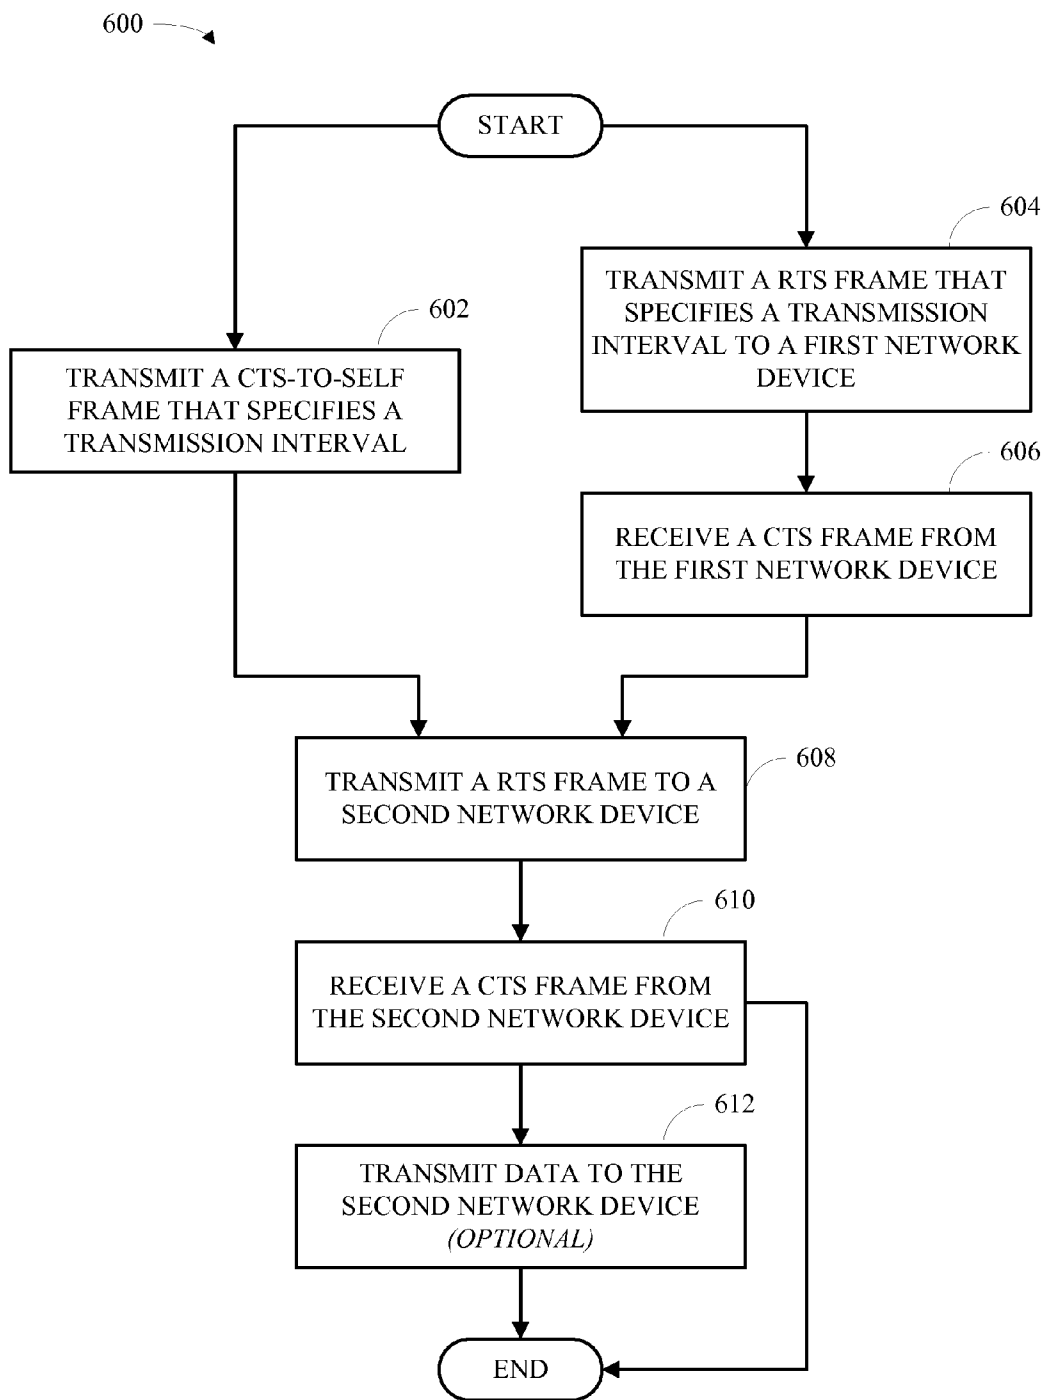 600
START
604
TRANSMIT A RTS FRAME THAT
SPECIFIES A TRANSMISSION
INTERVAL TO A FIRST NETWORK
DEVICE
602
TRANSMIT A CTS-TO-SELF
FRAME THAT SPECIFIES A
TRANSMISSION INTERVAL
606
RECEIVE A CTS FRAME FROM
THE FIRST NETWORK DEVICE
608
TRANSMIT A RTS FRAME TO A
SECOND NETWORK DEVICE
610
RECEIVE A CTS FRAME FROM
THE SECOND NETWORK DEVICE
612
TRANSMIT DATA TO THE
SECOND NETWORK DEVICE
(OPTIONAL)
END